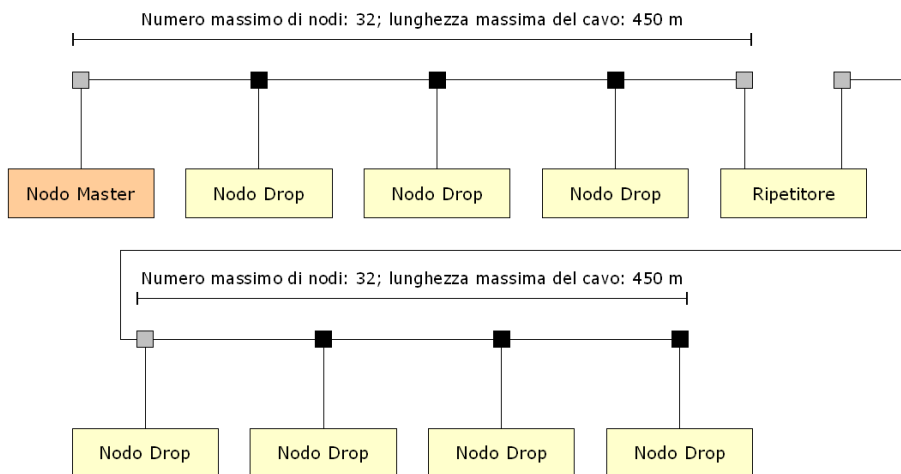 Numero massimo di nodi: 32; lunghezza massima del cavo: 450 m
Nodo Master
Nodo Drop
Nodo Drop
Nodo Drop
Ripetitore
Numero massimo di nodi: 32; lunghezza massima del cavo: 450 m
Nodo Drop
Nodo Drop
Nodo Drop
Nodo Drop